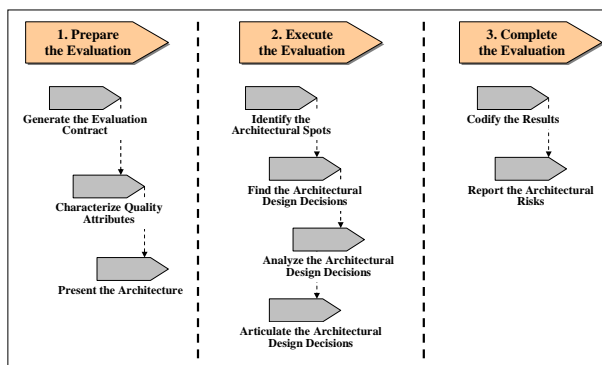 1. Prepare
the Evaluation
Generate the Evaluation
Contract
Characterize Quality
Attributes
Present the Architecture
2. Execute
the Evaluation
Identify the
Architectural Spots
Find the Architectural
Design Decisions
Analyze the Architectural
Design Decisions
Articulate the Architectural
Design Decisions
3. Complete
the Evaluation
Codify the Results
Report the Architectural
Risks